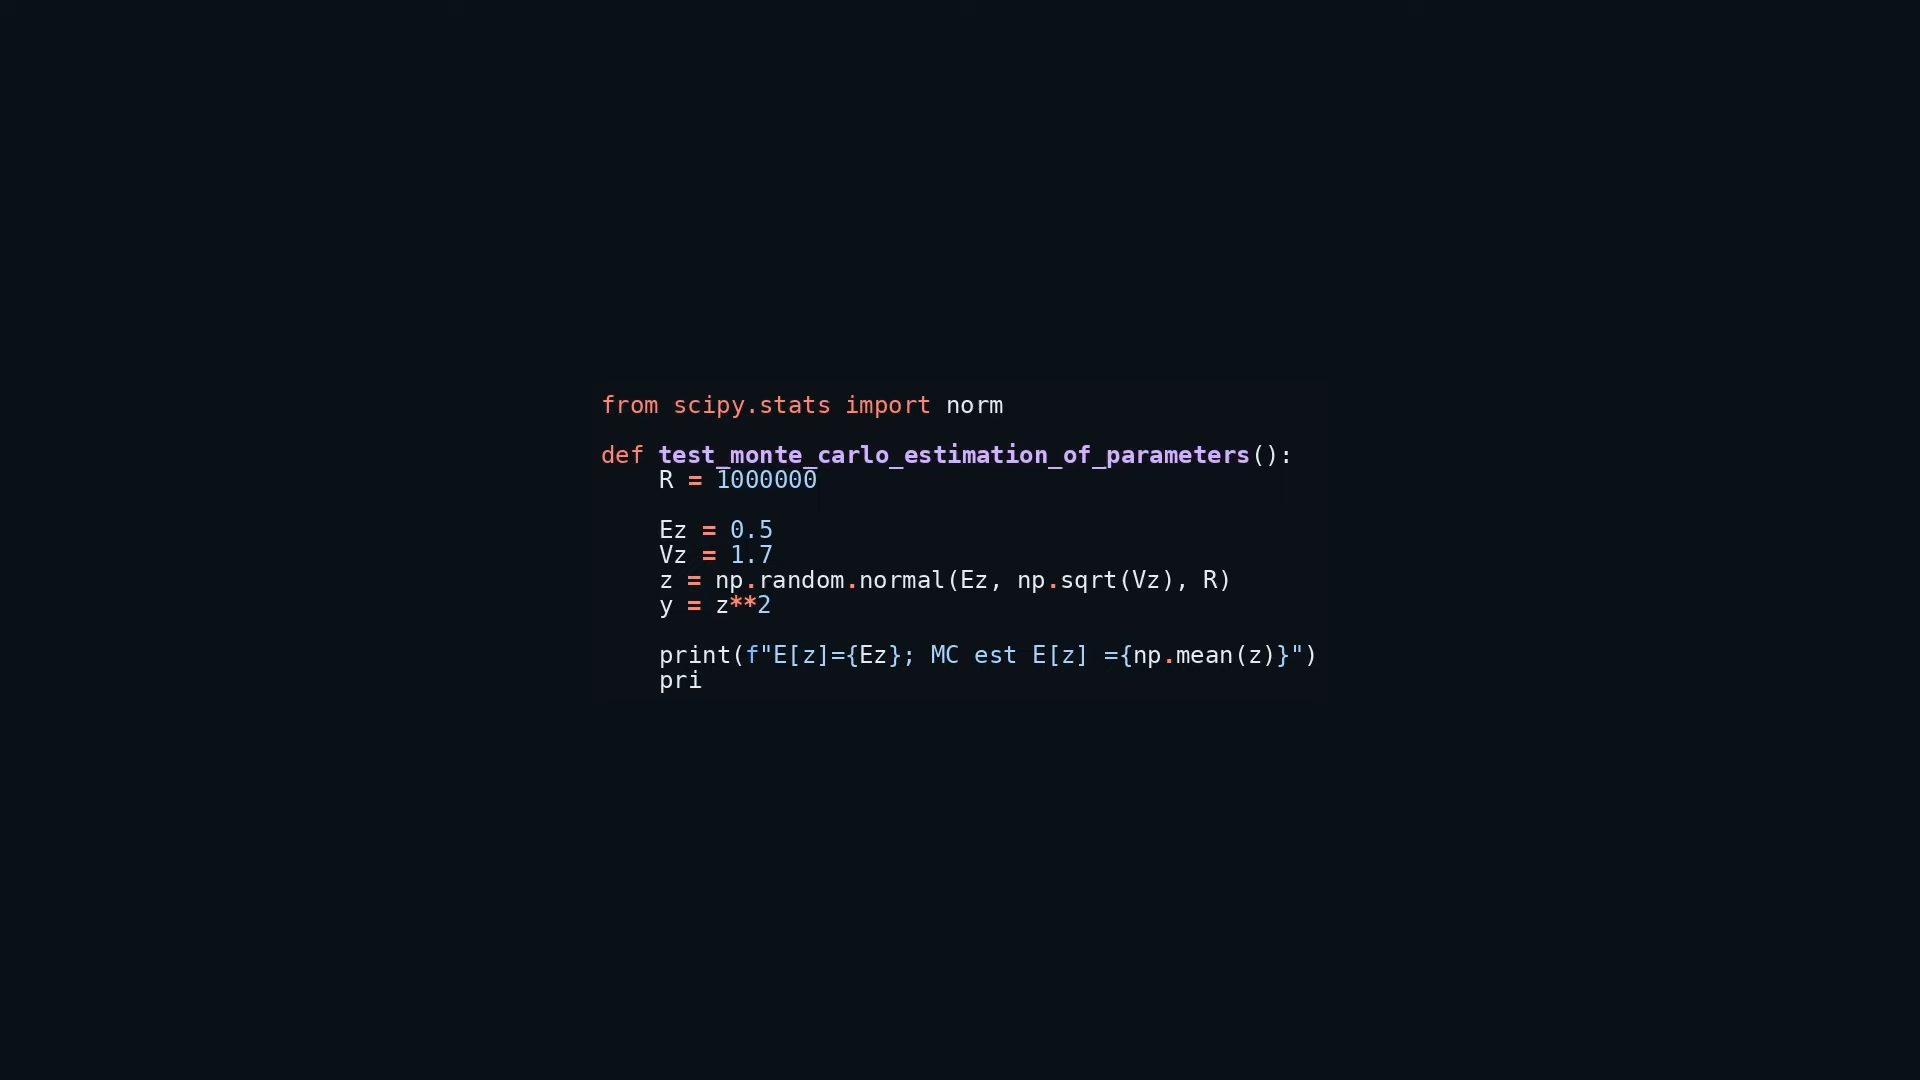 from scipy.stats import norm
def test_monte_carlo_estimation_of_parameters():
R = 1000000
Ez = 0.5
Vz = 1.7
z = np.random.normal(Ez, np.sqrt(Vz), R)
y = z**2
print(f"E[z]={Ez}; MC est E[z] ={np.mean(z)}")
pri